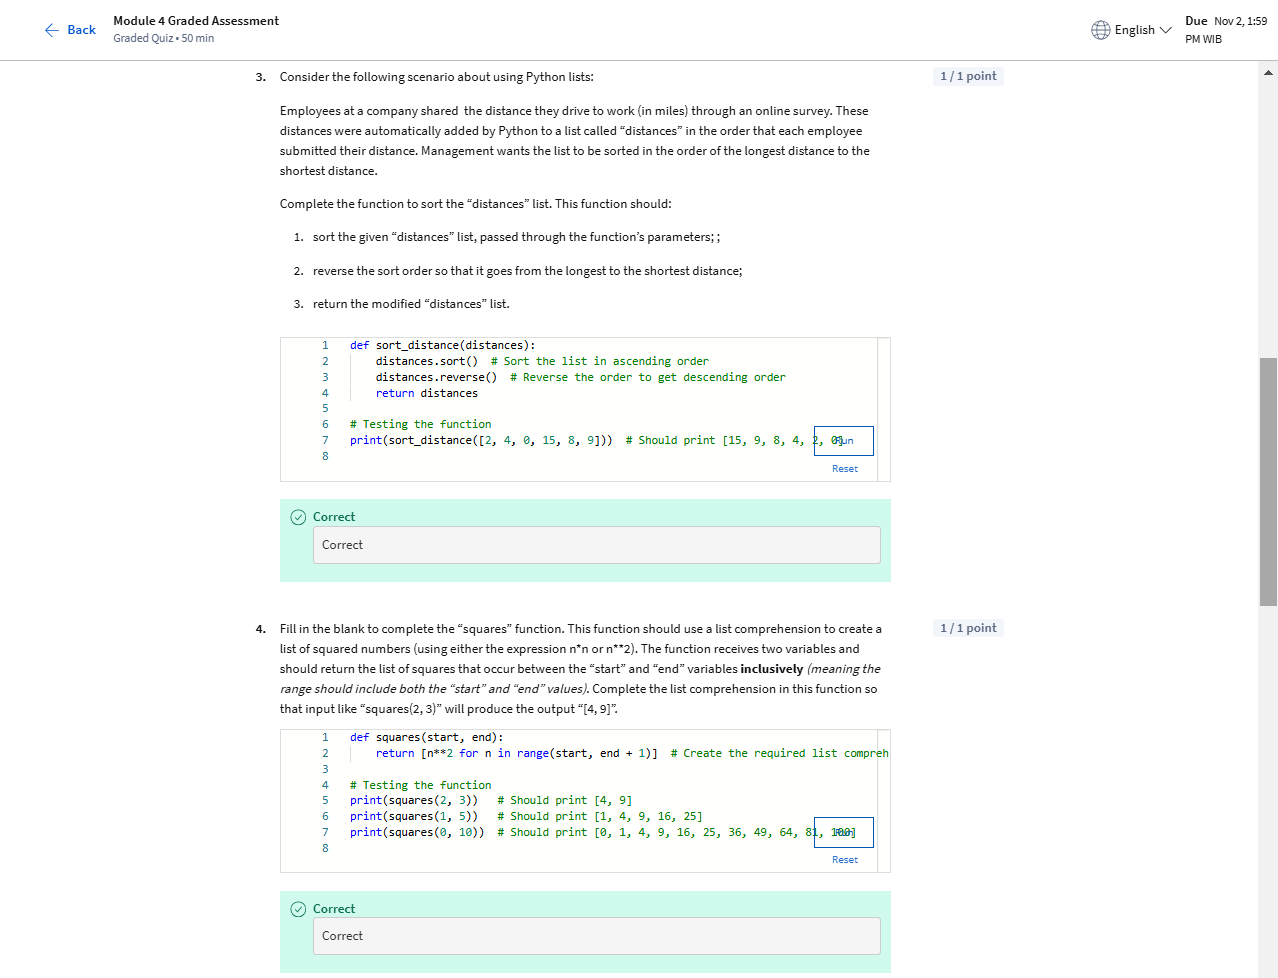 Back
Module 4 Graded Assessment
Graded Quiz • 50 min
English
Due Nov 2, 1:59
PM WIB
3. Consider the following scenario about using Python lists:
1 / 1 point
Employees at a company shared  the distance they drive to work (in miles) through an online survey. These
distances were automatically added by Python to a list called “distances” in the order that each employee
submitted their distance. Management wants the list to be sorted in the order of the longest distance to the
shortest distance.
Complete the function to sort the “distances” list. This function should:
1. sort the given “distances” list, passed through the function’s parameters; ;
2. reverse the sort order so that it goes from the longest to the shortest distance;
3. return the modified “distances” list.
1 def sort_distance(distances):
2     distances.sort()  # Sort the list in ascending order
3     distances.reverse()  # Reverse the order to get descending order
4     return distances
5
6 # Testing the function
7 print(sort_distance([2, 4, 0, 15, 8, 9]))  # Should print [15, 9, 8, 4, 2, 0]
Run
8
Reset
Correct
Correct
4. Fill in the blank to complete the “squares” function. This function should use a list comprehension to create a
1 / 1 point
list of squared numbers (using either the expression n*n or n**2). The function receives two variables and
should return the list of squares that occur between the “start” and “end” variables inclusively (meaning the
range should include both the “start” and “end” values). Complete the list comprehension in this function so
that input like “squares(2, 3)” will produce the output “[4, 9]”.
1 def squares(start, end):
2     return [n**2 for n in range(start, end + 1)]  # Create the required list compreh
3
4 # Testing the function
5 print(squares(2, 3))   # Should print [4, 9]
6 print(squares(1, 5))   # Should print [1, 4, 9, 16, 25]
7 print(squares(0, 10))  # Should print [0, 1, 4, 9, 16, 25, 36, 49, 64, 81, 100]
Run
8
Reset
Correct
Correct